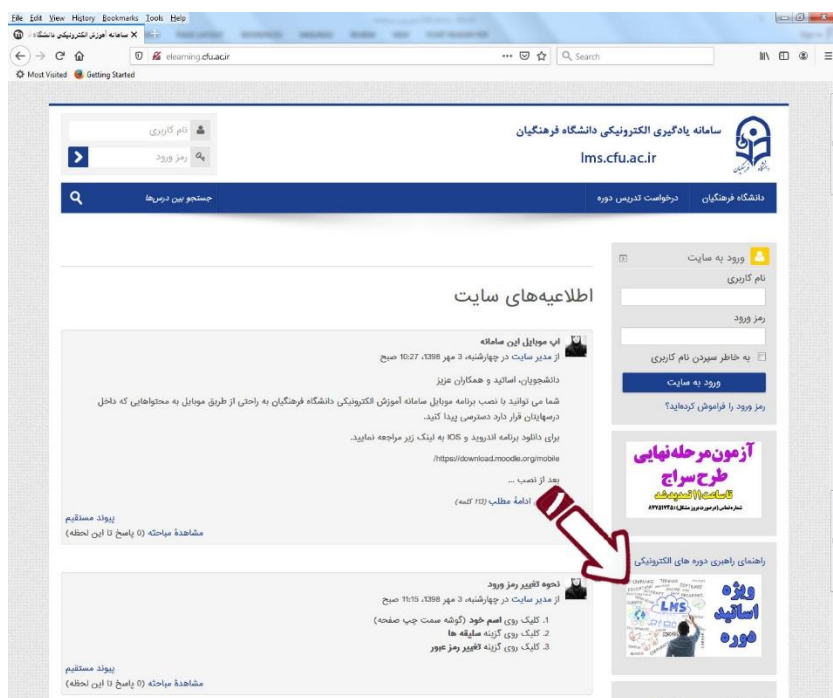 File Edit View History Bookmarks Tools Help
سامانه آموزش الکترونیکی دانشگاه
elearning.cfu.ac.ir
Search
Most Visited Getting Started
سامانه یادگیری الکترونیکی دانشگاه فرهنگیان
lms.cfu.ac.ir
نام کاربری
رمز ورود
دانشگاه فرهنگیان درخواست تدریس دوره
جستجو بین درس‌ها
ورود به سایت
نام کاربری
رمز ورود
به خاطر سپردن نام کاربری
ورود به سایت
رمز ورود را فراموش کرده‌اید؟
آزمون مرحله نهایی
طرح سراج
تا ساعت ۱۱ تمدید شد
راهنمای راهبری دوره های الکترونیکی
ویژه
اساتید
دوره
LMS
اطلاعیه‌های سایت
اپ موبایل این سامانه
از مدیر سایت در چهارشنبه، 3 مهر 1398، 10:27 صبح
دانشجویان، اساتید و همکاران عزیز
شما می توانید با نصب برنامه موبایل سامانه آموزش الکترونیکی دانشگاه فرهنگیان به راحتی از طریق موبایل به محتواهایی که داخل
درسهایتان قرار دارد دسترسی پیدا کنید.
برای دانلود برنامه اندروید و IOS به لینک زیر مراجعه نمایید.
https://download.moodle.org/mobile/
بعد از نصب ...
ادامهٔ مطلب (113 کلمه)
پیوند مستقیم
مشاهدهٔ مباحثه (0 پاسخ تا این لحظه)
نحوه تغییر رمز ورود
از مدیر سایت در چهارشنبه، 3 مهر 1398، 11:15 صبح
1. کلیک روی اسم خود (گوشه سمت چپ صفحه)
2. کلیک روی گزینه سلیقه ها
3. کلیک روی گزینه تغییر رمز عبور
پیوند مستقیم
مشاهدهٔ مباحثه (0 پاسخ تا این لحظه)